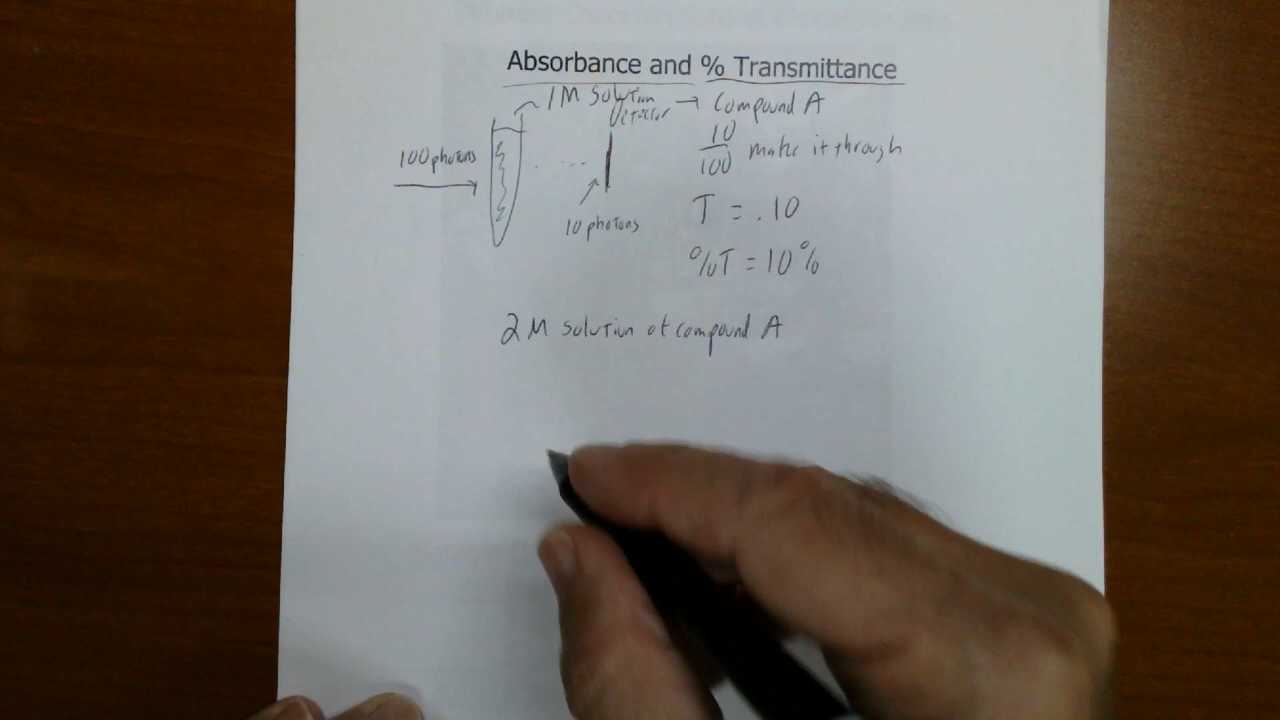 Absorbance and % Transmittance
1M Solution → Compound A
Detector
100 photons
10/100 make it through
10 photons
T = .10
%T = 10%
2M solution of compound A